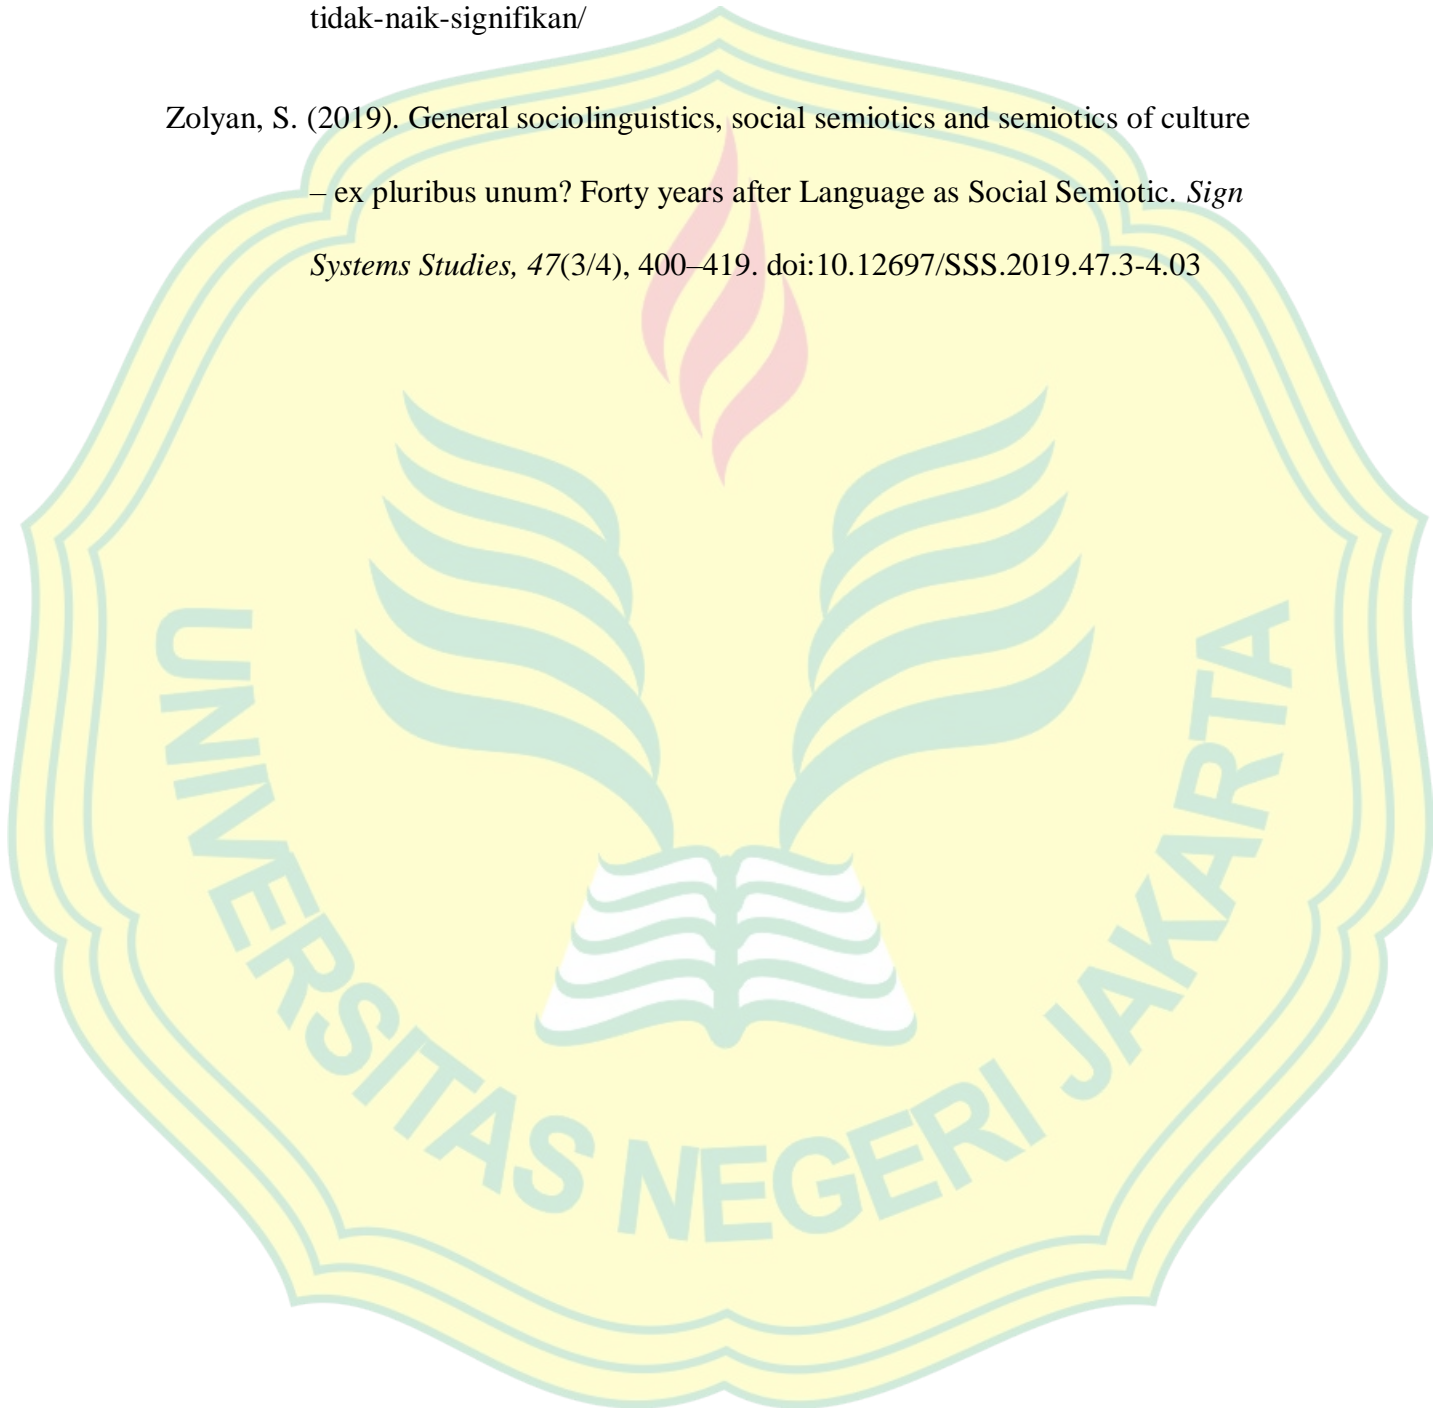 tidak-naik-signifikan/
Zolyan, S. (2019). General sociolinguistics, social semiotics and semiotics of culture
– ex pluribus unum? Forty years after Language as Social Semiotic. Sign
Systems Studies, 47(3/4), 400–419. doi:10.12697/SSS.2019.47.3-4.03
UNIVERSITAS NEGERI JAKARTA